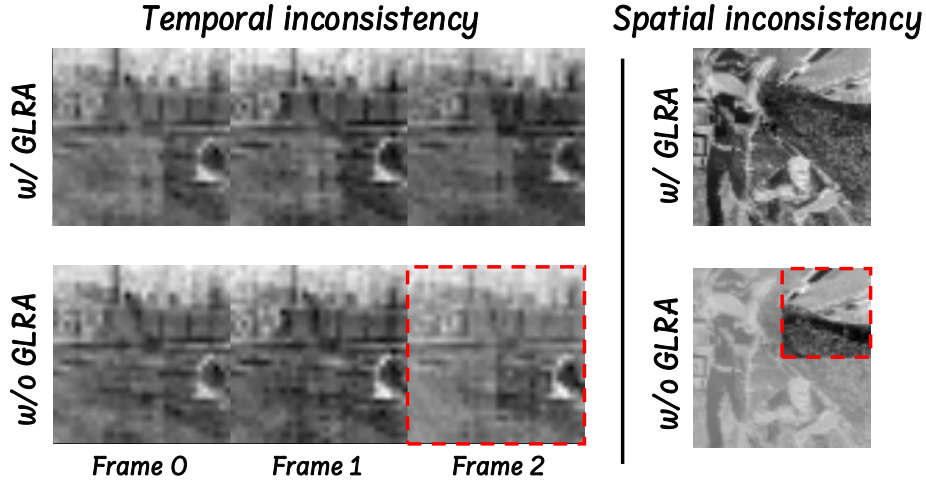 Temporal inconsistency
Spatial inconsistency
w/ GLRA
w/ GLRA
w/o GLRA
w/o GLRA
Frame 0
Frame 1
Frame 2